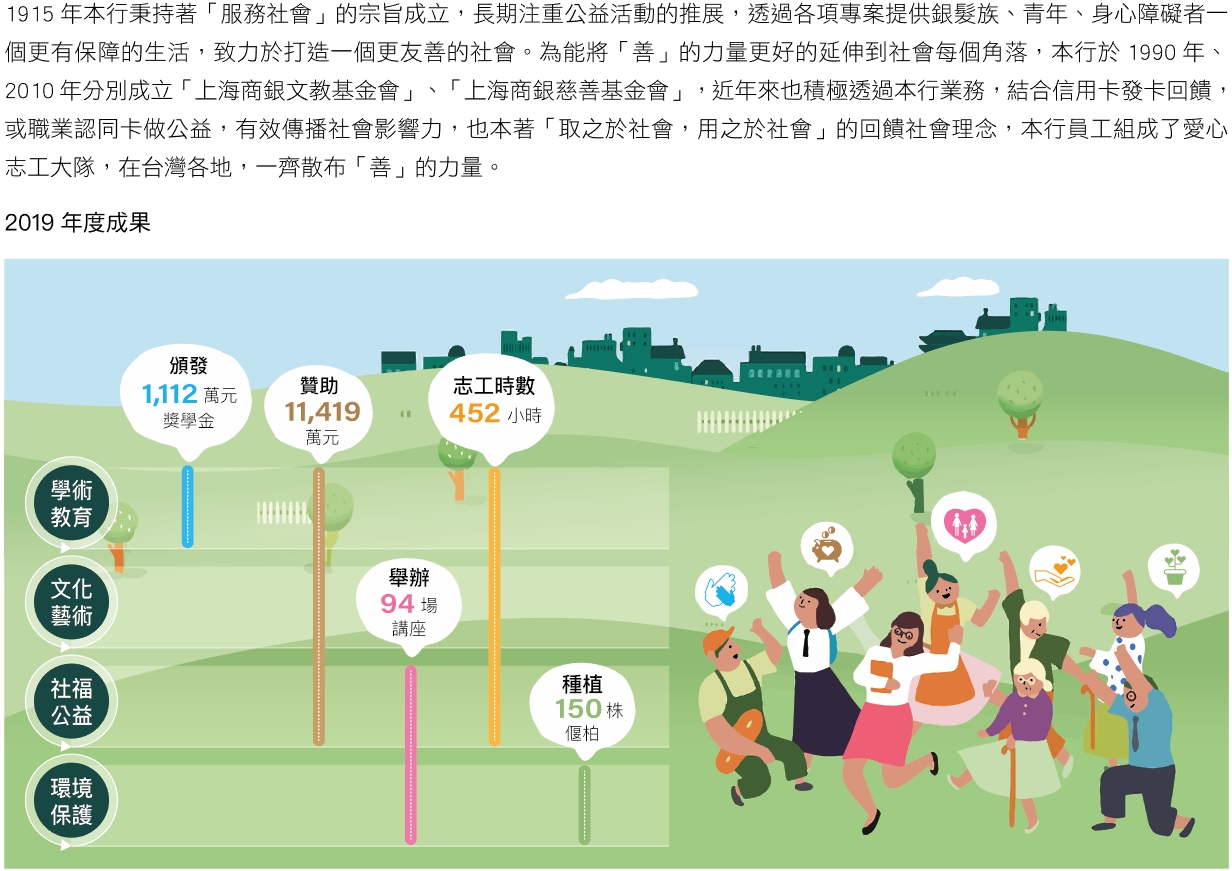 1915 年本行秉持著「服務社會」的宗旨成立，長期注重公益活動的推展，透過各項專案提供銀髮族、青年、身心障礙者一
個更有保障的生活，致力於打造一個更友善的社會。為能將「善」的力量更好的延伸到社會每個角落，本行於 1990 年、
2010 年分別成立「上海商銀文教基金會」、「上海商銀慈善基金會」，近年來也積極透過本行業務，結合信用卡發卡回饋，
或職業認同卡做公益，有效傳播社會影響力，也本著「取之於社會，用之於社會」的回饋社會理念，本行員工組成了愛心
志工大隊，在台灣各地，一齊散布「善」的力量。
2019 年度成果
頒發
1,112 萬元
獎學金
贊助
11,419
萬元
志工時數
452 小時
學術
教育
文化
藝術
舉辦
94 場
講座
社福
公益
種植
150 株
偃柏
環境
保護